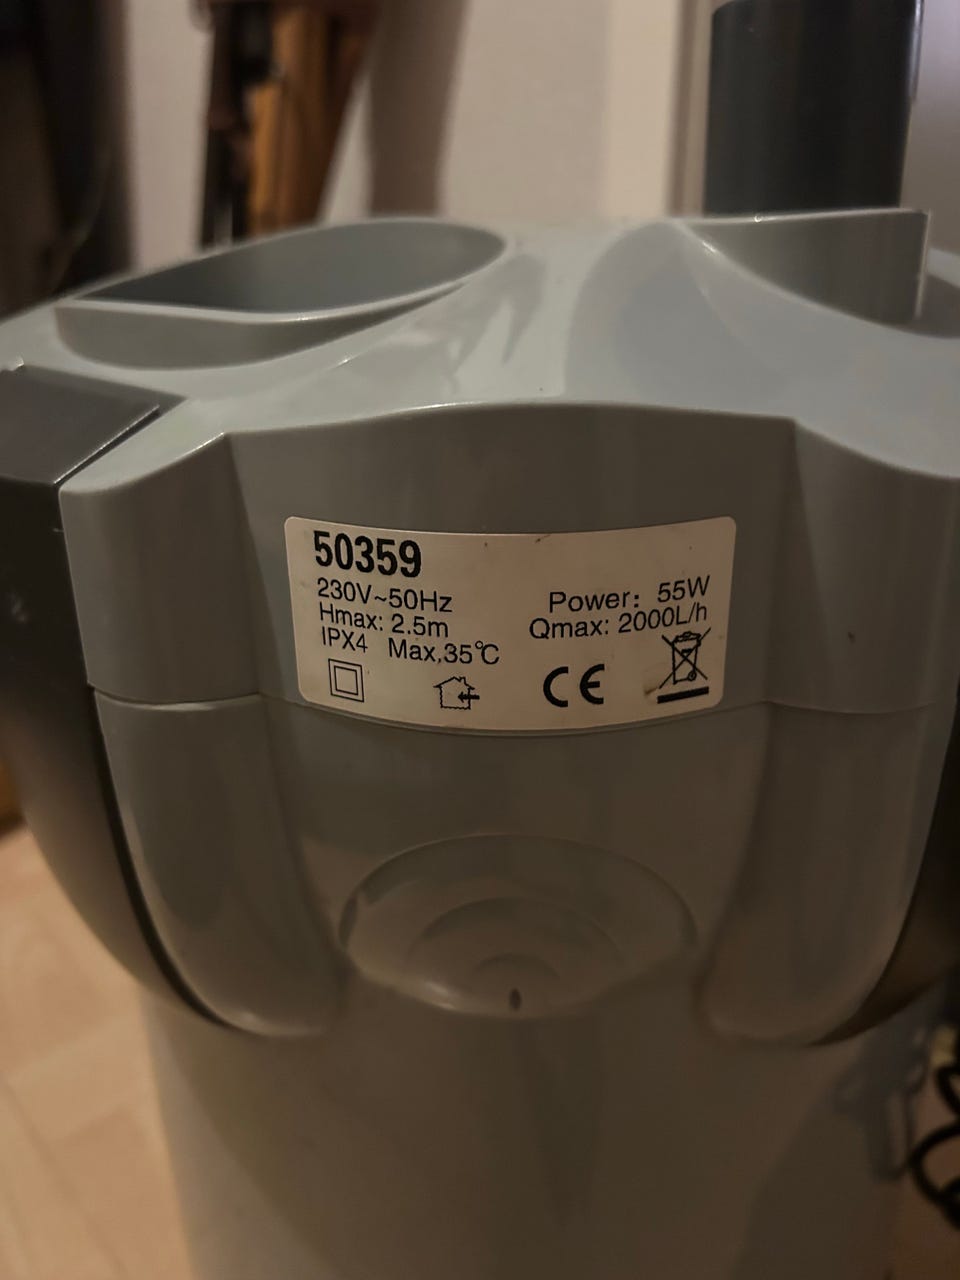 50359
230V~50Hz
Hmax: 2.5m
IPX4 Max,35℃
Power: 55W
Qmax: 2000L/h
CE